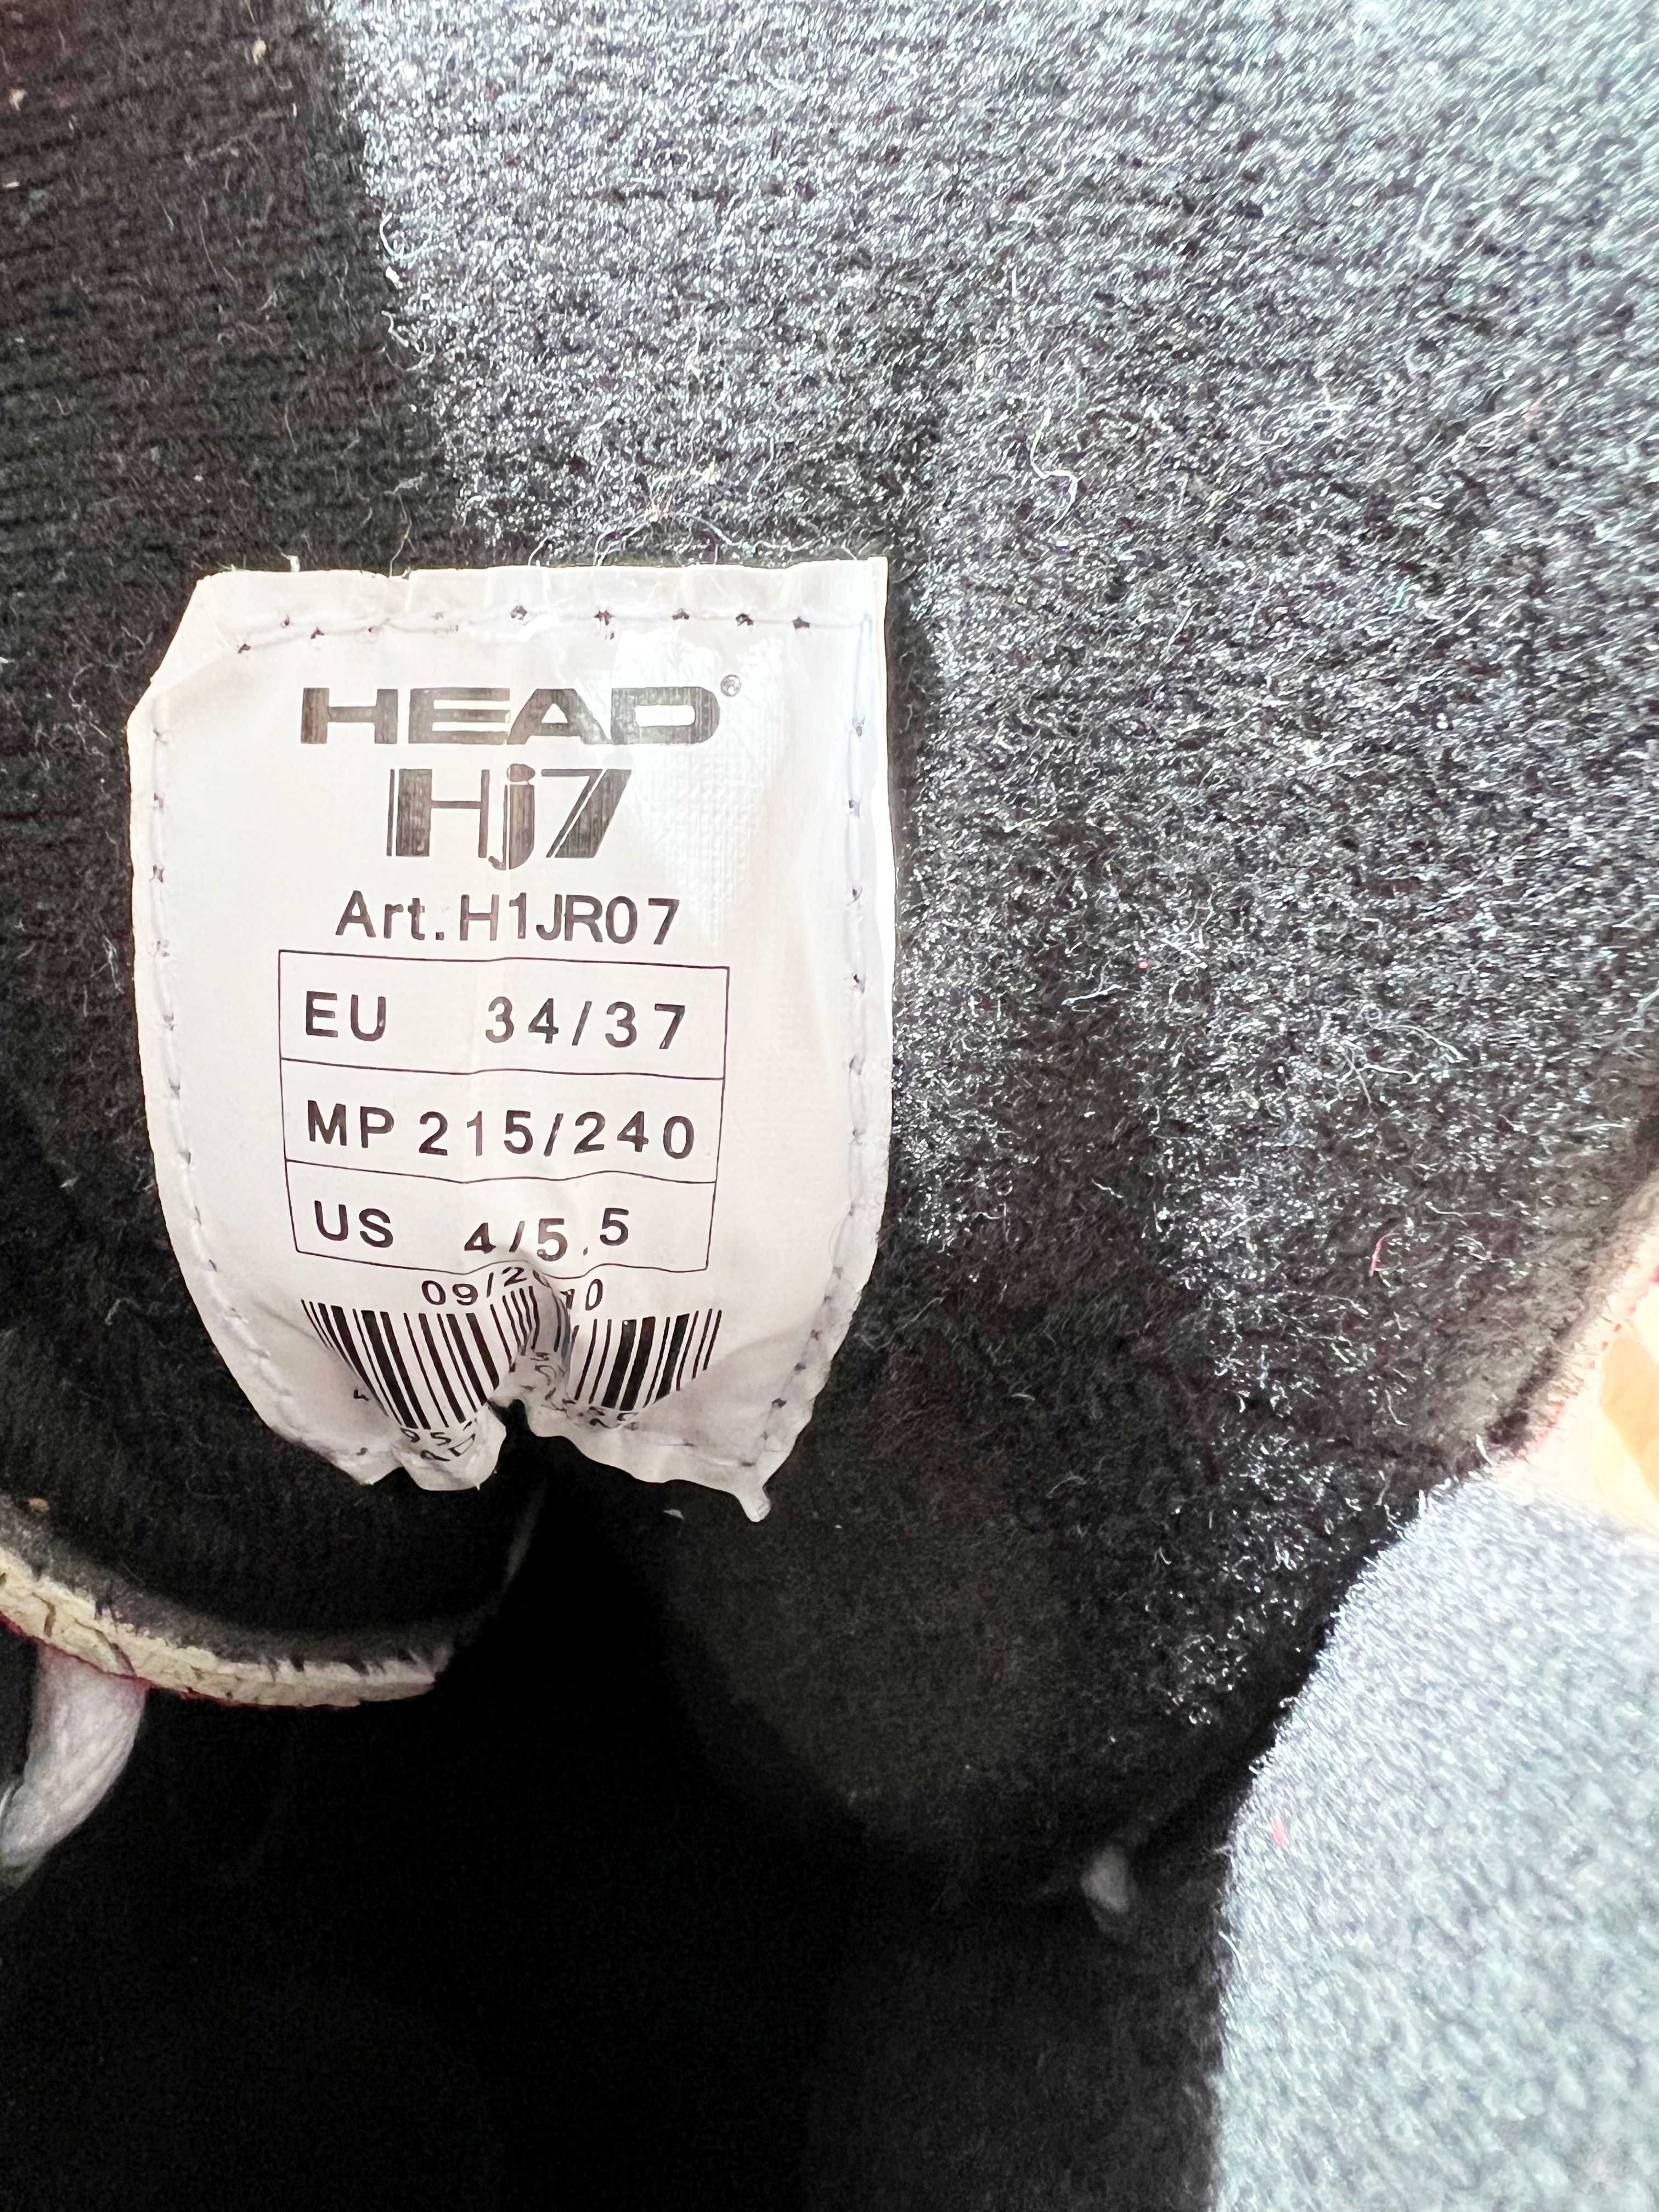 HEAD®
Hj7
Art. H1JR07
EU 34/37
MP 215/240
US 4/5.5